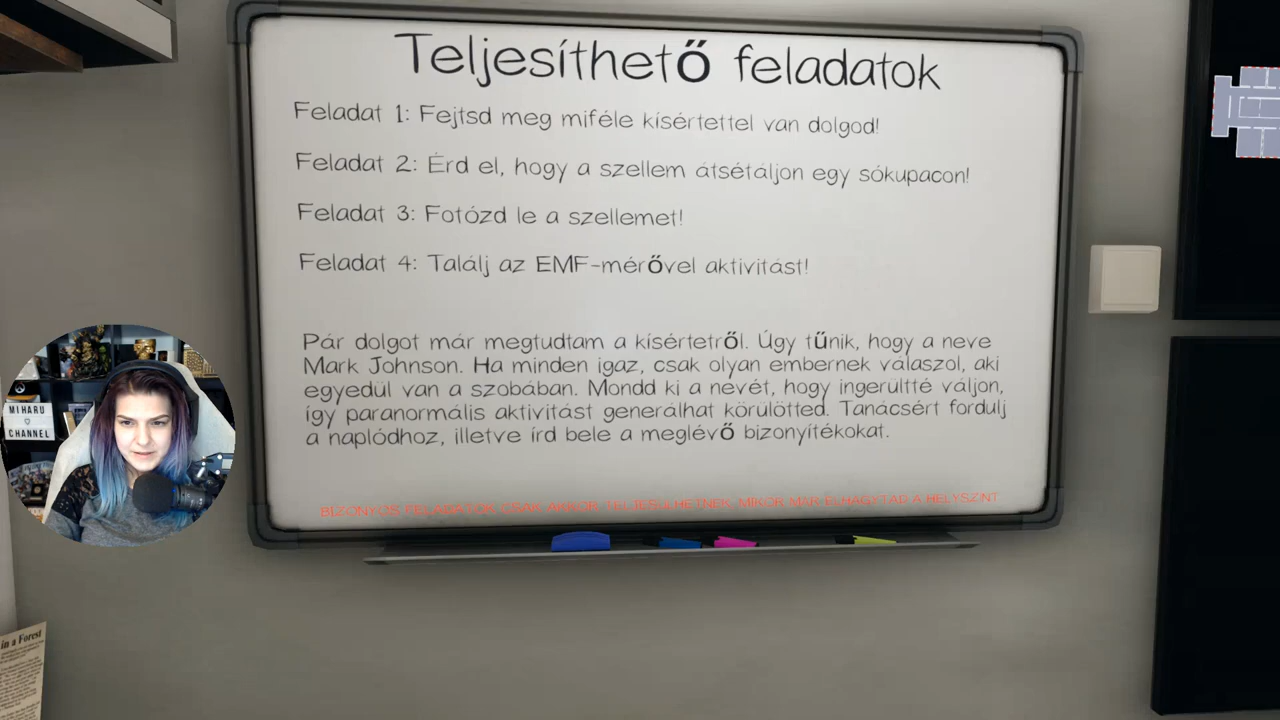 Teljesíthető feladatok
Feladat 1: Fejtsd meg miféle kísértettel van dolgod!
Feladat 2: Érd el, hogy a szellem átsétáljon egy sókupacon!
Feladat 3: Fotózd le a szellemet!
Feladat 4: Találj az EMF-mérővel aktivitást!
Pár dolgot már megtudtam a kísértetről. Úgy tűnik, hogy a neve
Mark Johnson. Ha minden igaz, csak olyan embernek válaszol, aki
egyedül van a szobában. Mondd ki a nevét, hogy ingerültté váljon,
így paranormális aktivitást generálhat körülötted. Tanácsért fordulj
a naplódhoz, illetve írd bele a meglévő bizonyítékokat.
BIZONYOS FELADATOK CSAK AKKOR TELJESÜLHETNEK, MIKOR MÁR ELHAGYTAD A HELYSZÍNT
MIHARU
CHANNEL
in a Forest